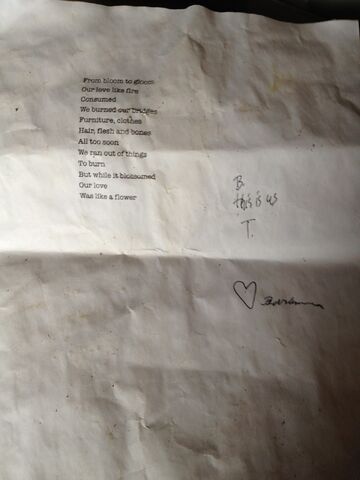 From bloom to gloom
Our love like fire
Consumed
We burned our bridges
Furniture, clothes
Hair, flesh and bones
All too soon
We ran out of things
To burn
But while it blossomed
Our love
Was like a flower
B.
this is us
T.